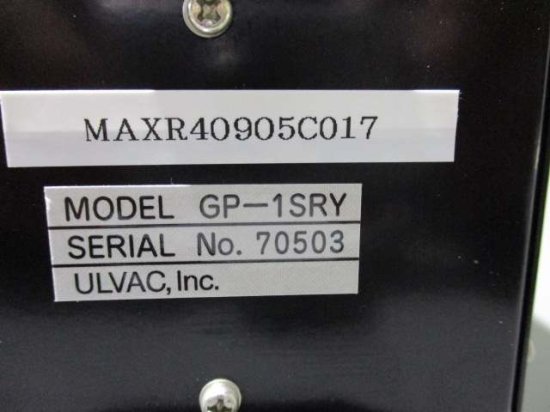 MAXR40905C017
MODEL GP-1SRY
SERIAL No. 70503
ULVAC, Inc.